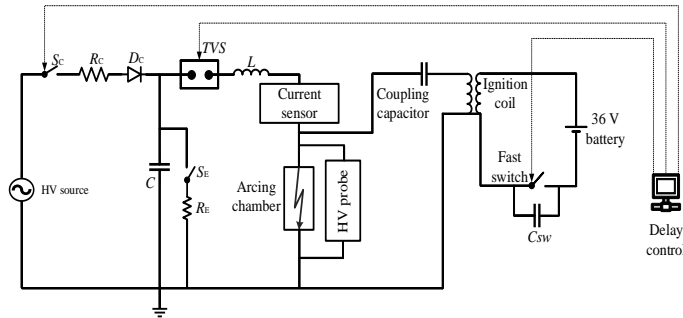 SC
RC
DC
TVS
L
Current
sensor
Coupling
capacitor
Ignition
coil
36 V
battery
Fast
switch
HV source
C
SE
RE
Arcing
chamber
HV probe
Csw
Delay
control